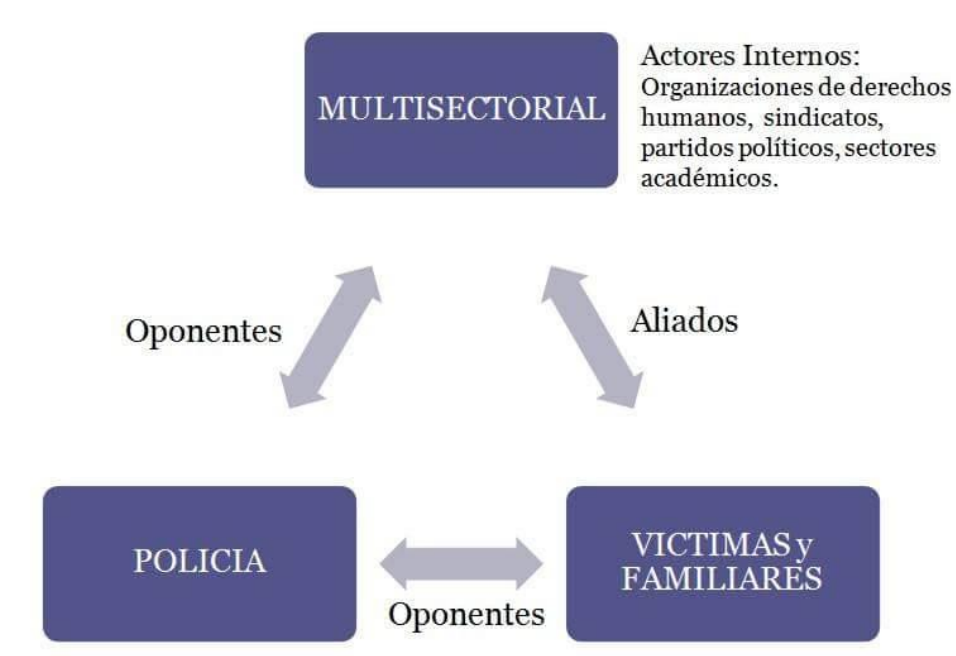 MULTISECTORIAL
Actores Internos:
Organizaciones de derechos
humanos, sindicatos,
partidos políticos, sectores
académicos.
Oponentes
Aliados
POLICIA
Oponentes
VICTIMAS y
FAMILIARES